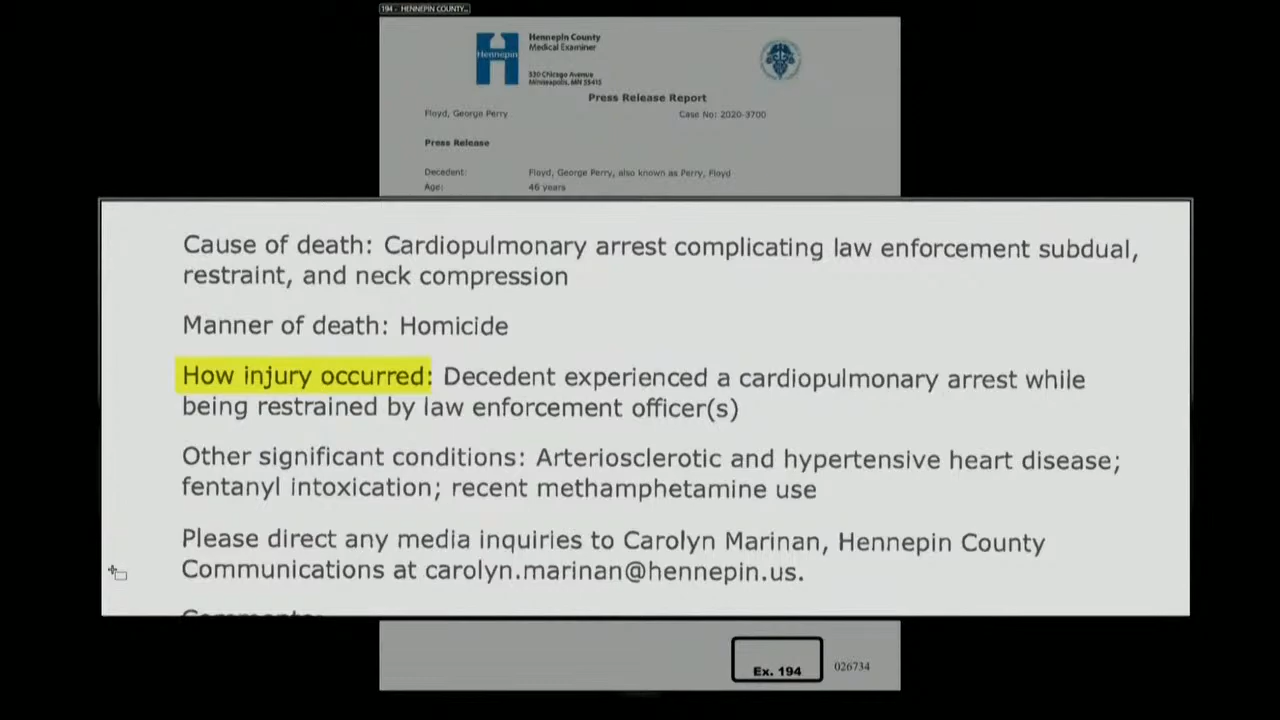 194 - HENNEPIN COUNTY...
Hennepin
Hennepin County
Medical Examiner
530 Chicago Avenue
Minneapolis, MN 55415
Press Release Report
Floyd, George Perry
Case No: 2020-3700
Press Release
Decedent: Floyd, George Perry, also known as Perry, Floyd
Age: 46 years
Cause of death: Cardiopulmonary arrest complicating law enforcement subdual,
restraint, and neck compression
Manner of death: Homicide
How injury occurred: Decedent experienced a cardiopulmonary arrest while
being restrained by law enforcement officer(s)
Other significant conditions: Arteriosclerotic and hypertensive heart disease;
fentanyl intoxication; recent methamphetamine use
Please direct any media inquiries to Carolyn Marinan, Hennepin County
Communications at carolyn.marinan@hennepin.us.
Comments:
Ex. 194
026734